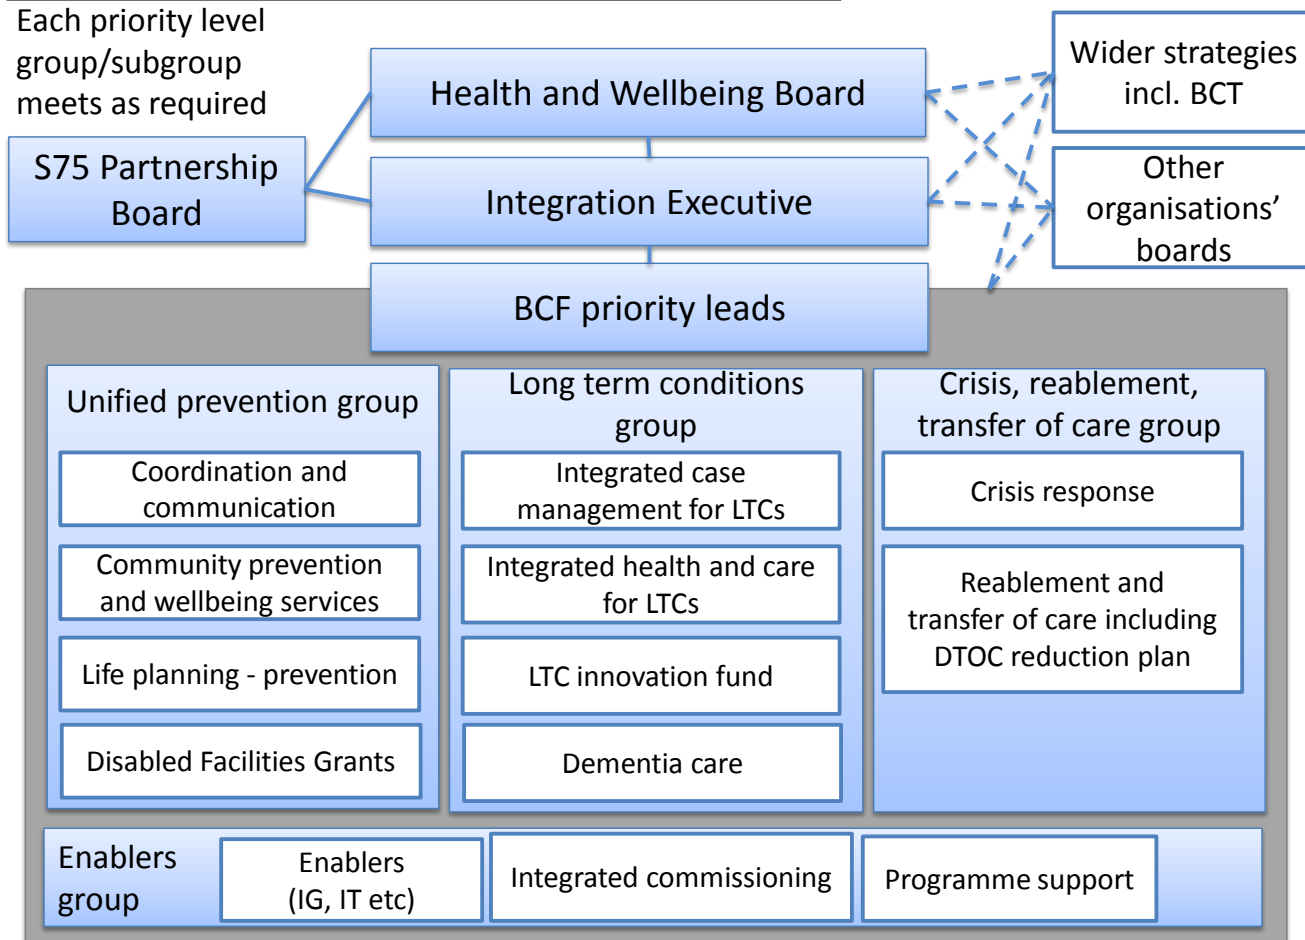 Each priority level
group/subgroup
meets as required
Health and Wellbeing Board
Wider strategies
incl. BCT
S75 Partnership
Board
Integration Executive
Other
organisations’
boards
BCF priority leads
Unified prevention group
Coordination and
communication
Community prevention
and wellbeing services
Life planning - prevention
Disabled Facilities Grants
Long term conditions
group
Integrated case
management for LTCs
Integrated health and care
for LTCs
LTC innovation fund
Dementia care
Crisis, reablement,
transfer of care group
Crisis response
Reablement and
transfer of care including
DTOC reduction plan
Enablers
group
Enablers
(IG, IT etc)
Integrated commissioning
Programme support